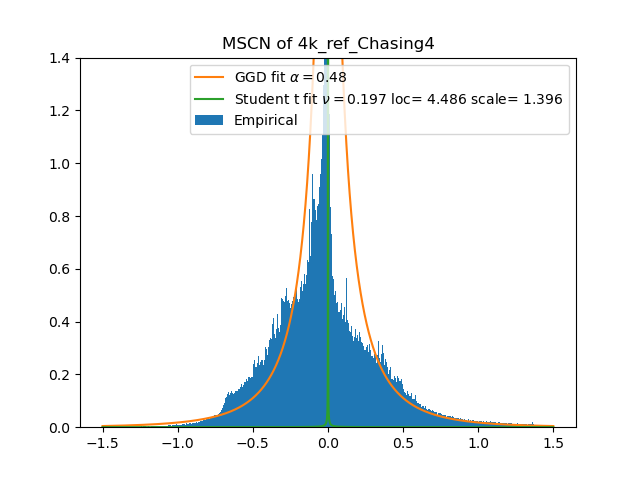 MSCN of 4k_ref_Chasing4
GGD fit α = 0.48
Student t fit ν = 0.197 loc= 4.486 scale= 1.396
Empirical
1.4
1.2
1.0
0.8
0.6
0.4
0.2
0.0
−1.5 −1.0 −0.5 0.0 0.5 1.0 1.5